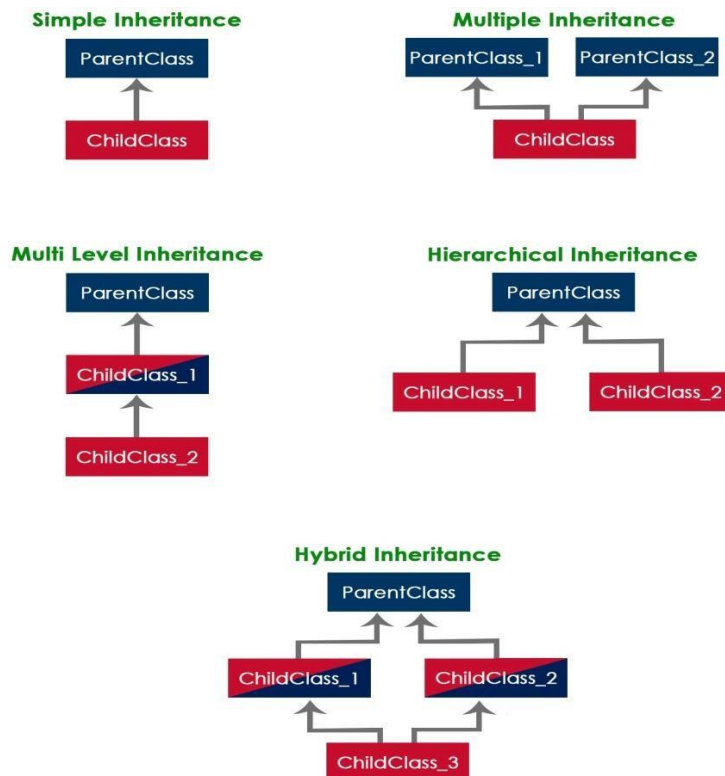 Simple Inheritance
ParentClass
ChildClass
Multiple Inheritance
ParentClass_1
ParentClass_2
ChildClass
Multi Level Inheritance
ParentClass
ChildClass_1
ChildClass_2
Hierarchical Inheritance
ParentClass
ChildClass_1
ChildClass_2
Hybrid Inheritance
ParentClass
ChildClass_1
ChildClass_2
ChildClass_3